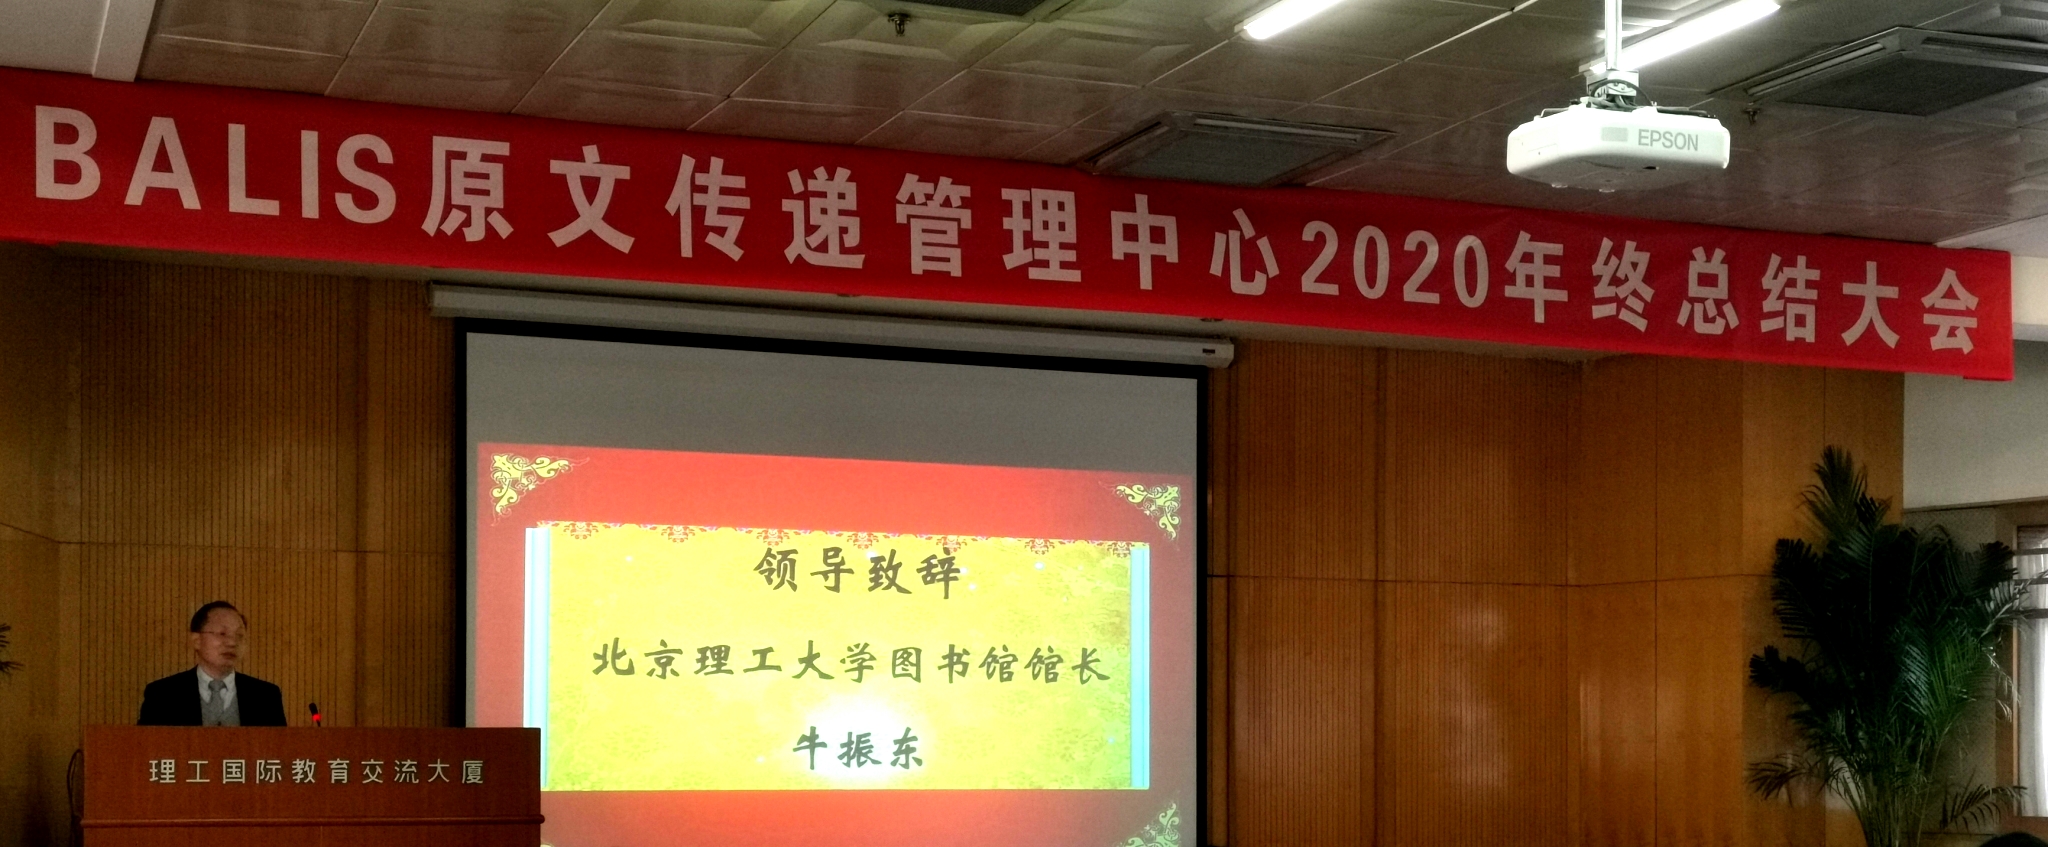 BALIS原文传递管理中心2020年终总结大会
EPSON
领导致辞
北京理工大学图书馆馆长
牛振东
理工国际教育交流大厦